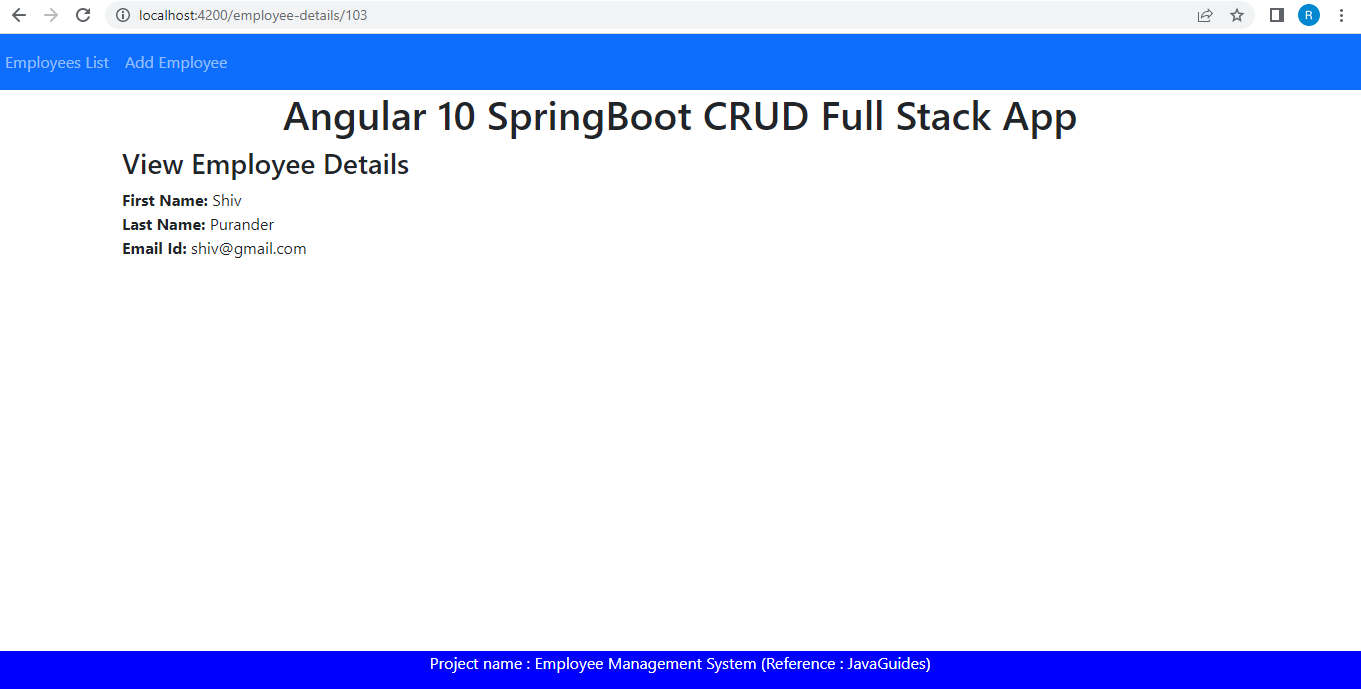 localhost:4200/employee-details/103
R
Employees List Add Employee
Angular 10 SpringBoot CRUD Full Stack App
View Employee Details
First Name: Shiv
Last Name: Purander
Email Id: shiv@gmail.com
Project name : Employee Management System (Reference : JavaGuides)